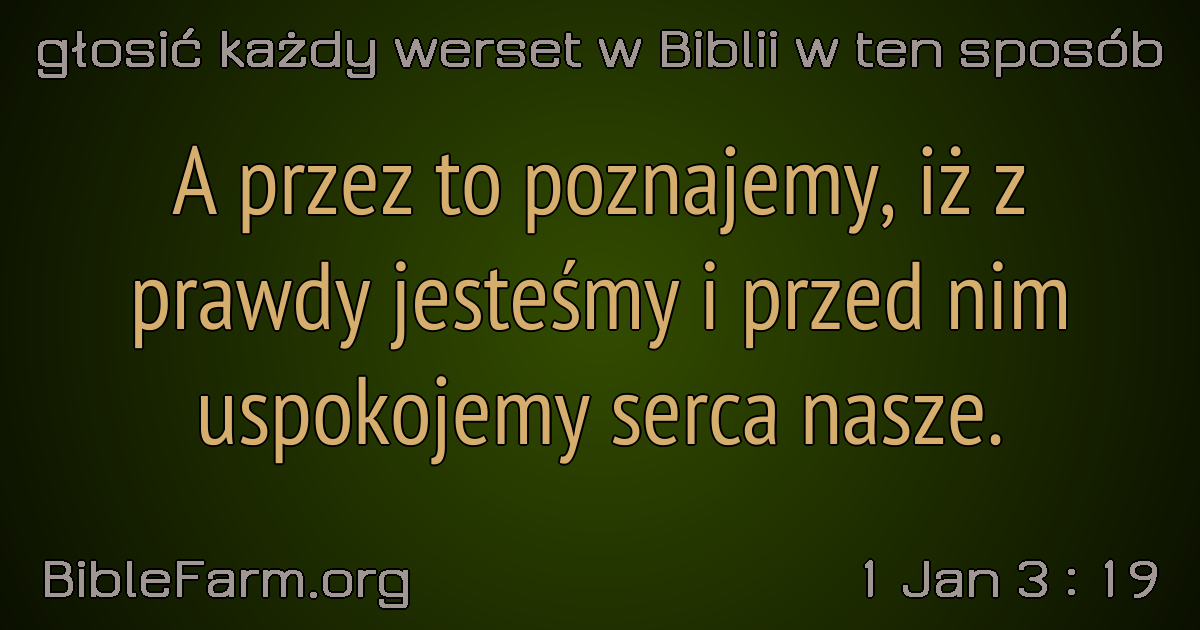 głosić każdy werset w Biblii w ten sposób
A przez to poznajemy, iż z
prawdy jesteśmy i przed nim
uspokojemy serca nasze.
BibleFarm.org
1 Jan 3 : 19